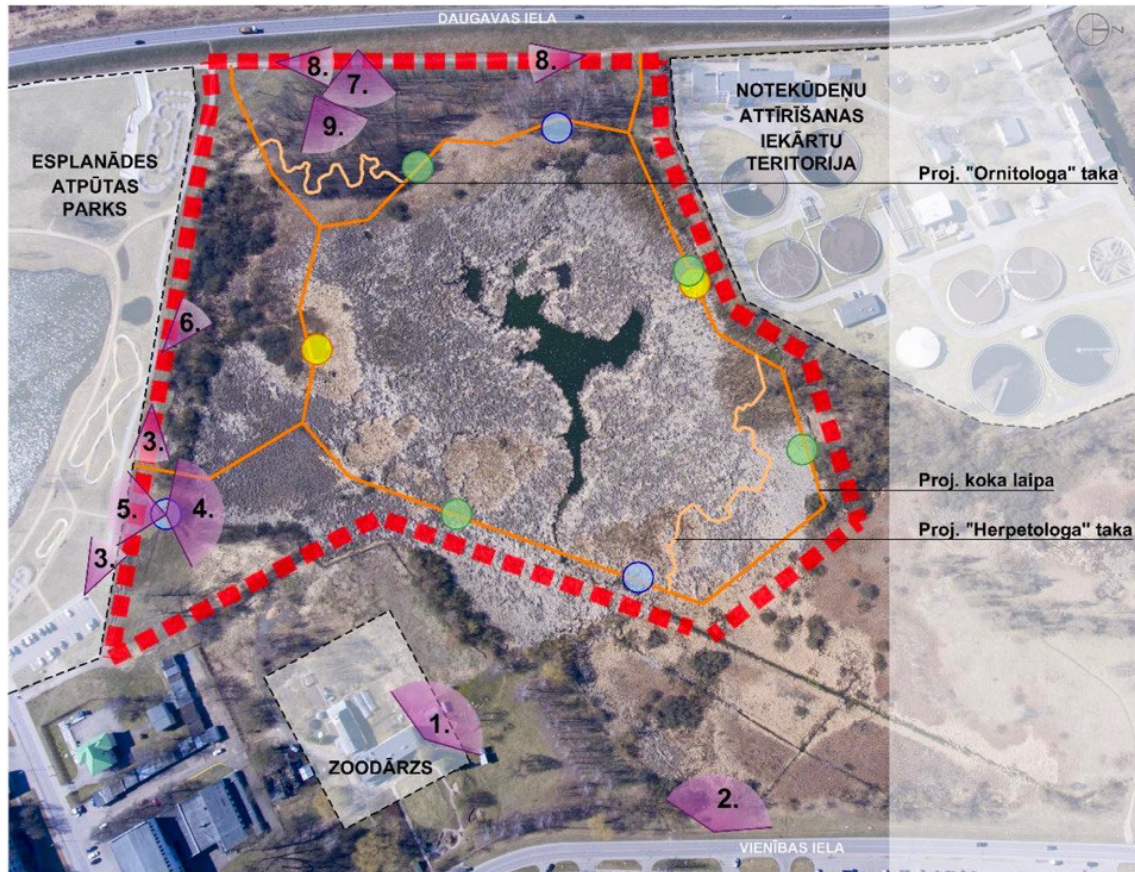 DAUGAVAS IELA
N
8.
8.
7.
9.
NOTEKŪDEŅU
ATTĪRĪŠANAS
IEKĀRTU
TERITORIJA
ESPLANĀDES
ATPŪTAS
PARKS
Proj. "Ornitologa" taka
6.
3.
5.
4.
Proj. koka laipa
Proj. "Herpetologa" taka
3.
1.
ZOODĀRZS
2.
VIENĪBAS IELA